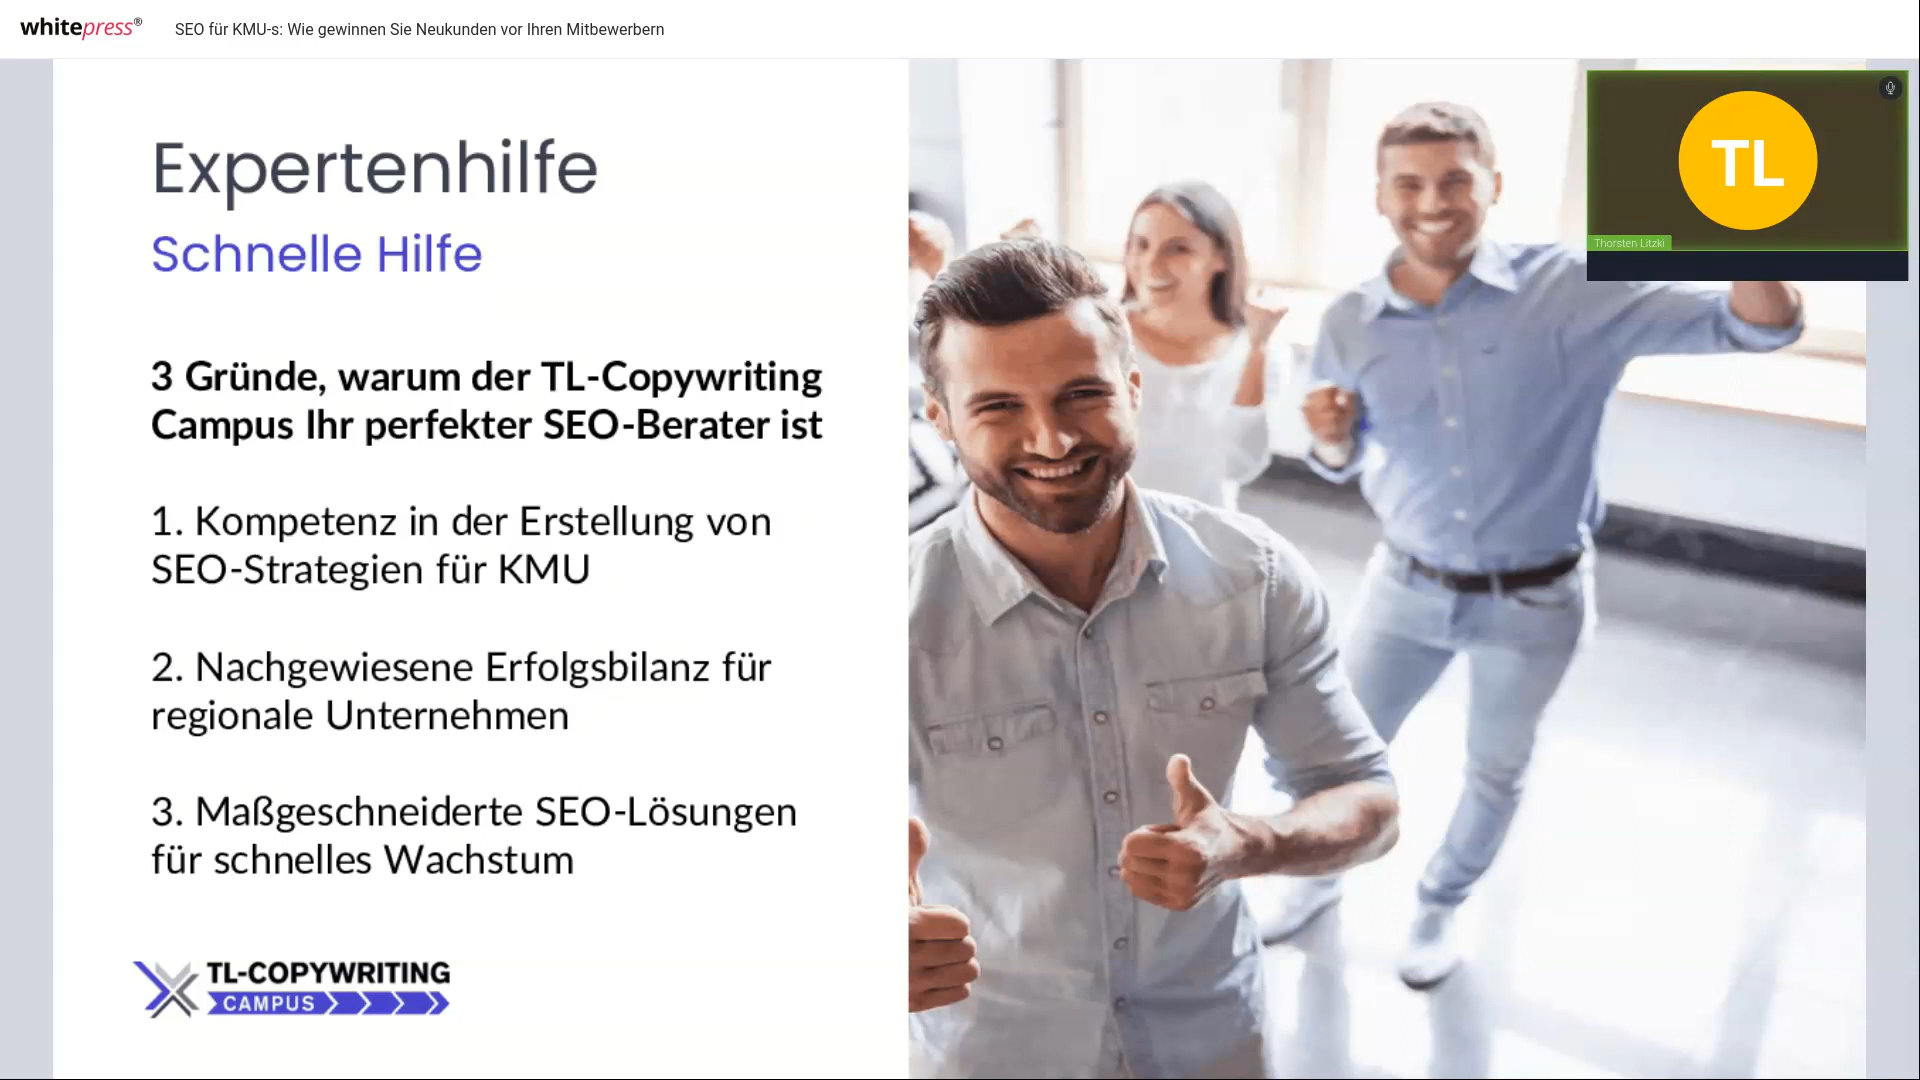 whitepress®
SEO für KMU-s: Wie gewinnen Sie Neukunden vor Ihren Mitbewerbern
TL
Thorsten Litzki
Expertenhilfe
Schnelle Hilfe
3 Gründe, warum der TL-Copywriting
Campus Ihr perfekter SEO-Berater ist
1. Kompetenz in der Erstellung von
SEO-Strategien für KMU
2. Nachgewiesene Erfolgsbilanz für
regionale Unternehmen
3. Maßgeschneiderte SEO-Lösungen
für schnelles Wachstum
TL-COPYWRITING
CAMPUS